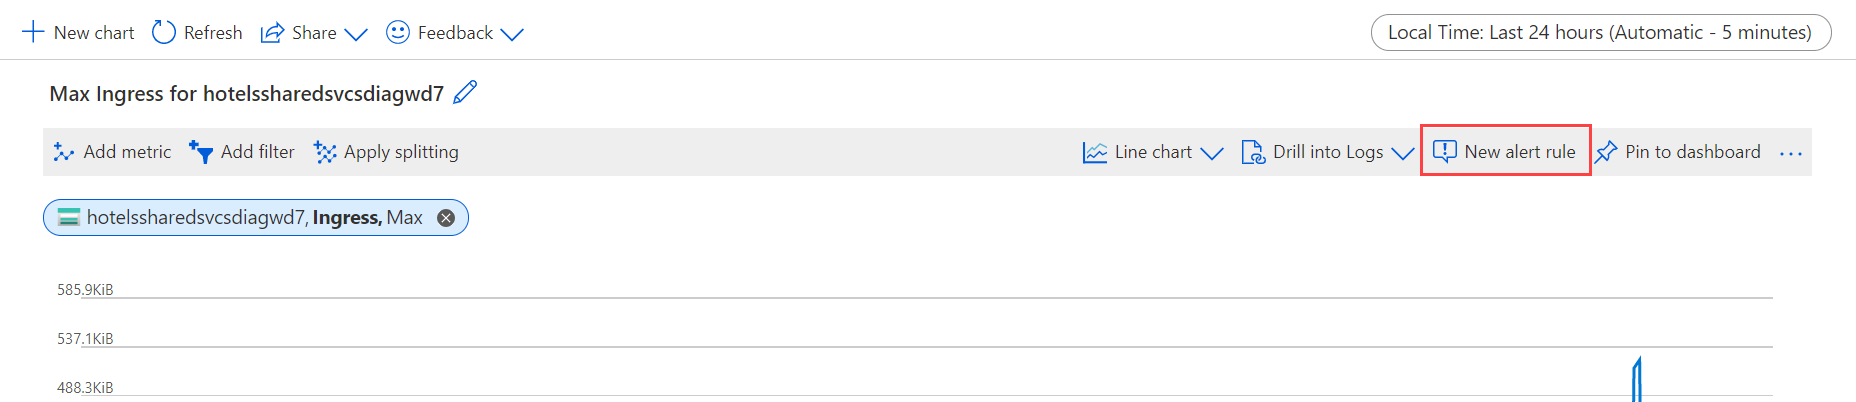 New chart Refresh Share Feedback Local Time: Last 24 hours (Automatic - 5 minutes)
Max Ingress for hotelssharedsvcsdiagwd7
Add metric Add filter Apply splitting Line chart Drill into Logs New alert rule Pin to dashboard ...
hotelssharedsvcsdiagwd7, Ingress, Max
585.9KiB
537.1KiB
488.3KiB